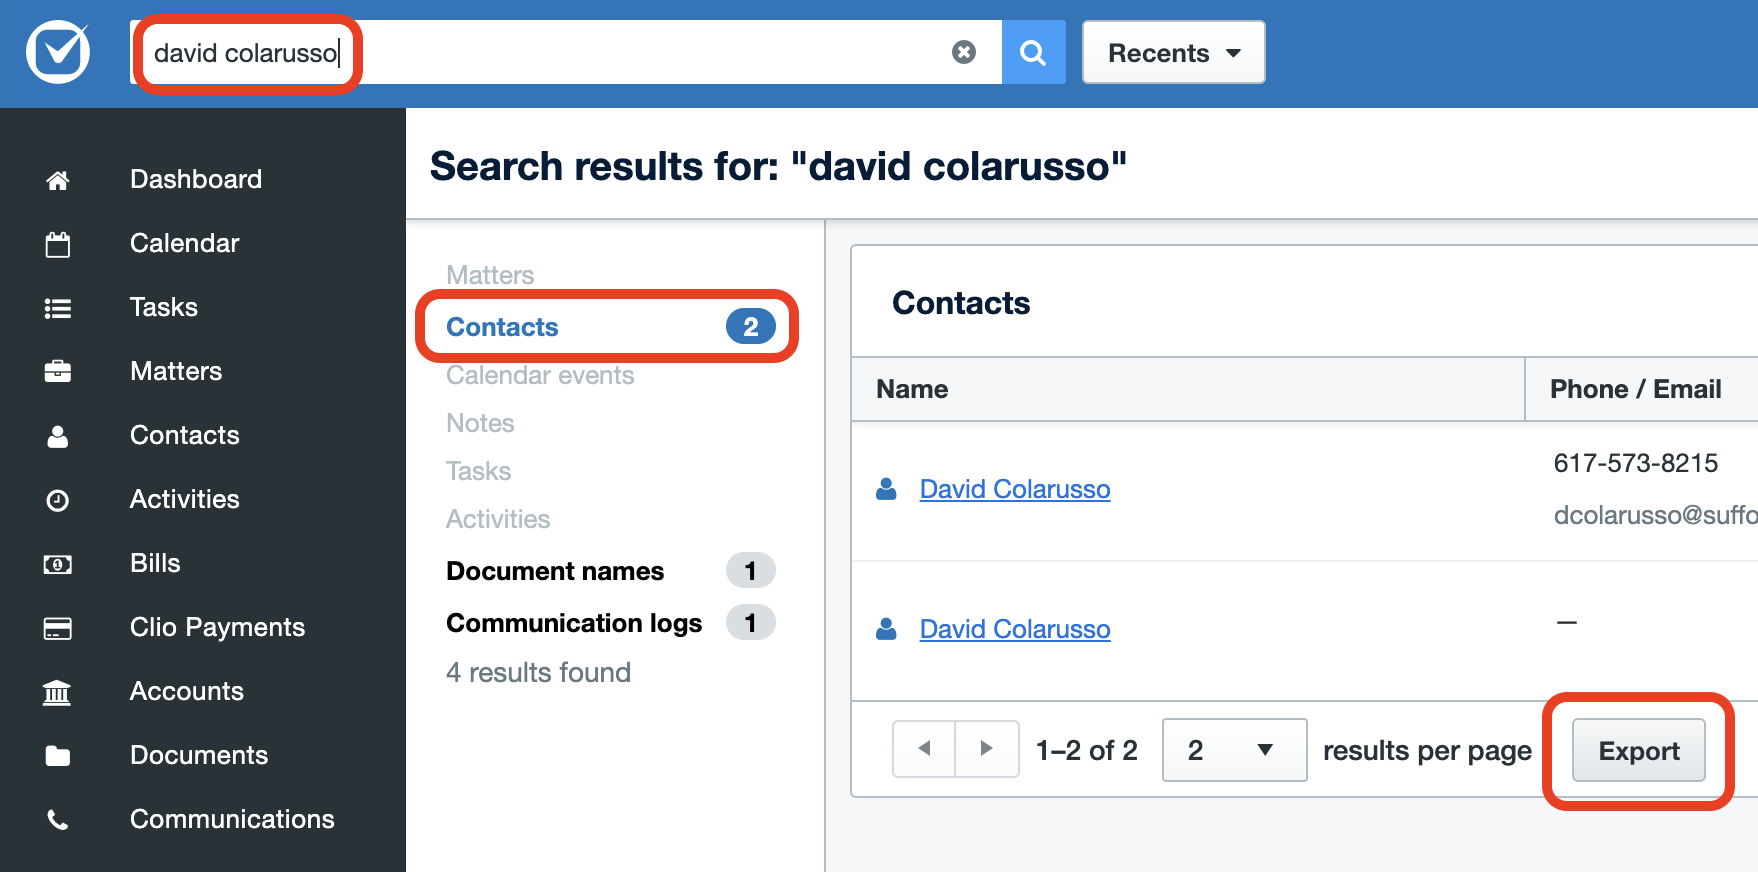 david colarusso
Recents
Dashboard
Calendar
Tasks
Matters
Contacts
Activities
Bills
Clio Payments
Accounts
Documents
Communications
Search results for: "david colarusso"
Matters
Contacts 2
Calendar events
Notes
Tasks
Activities
Document names 1
Communication logs 1
4 results found
Contacts
Name Phone / Email
David Colarusso 617-573-8215
dcolarusso@suffo
David Colarusso —
1–2 of 2 2 results per page Export